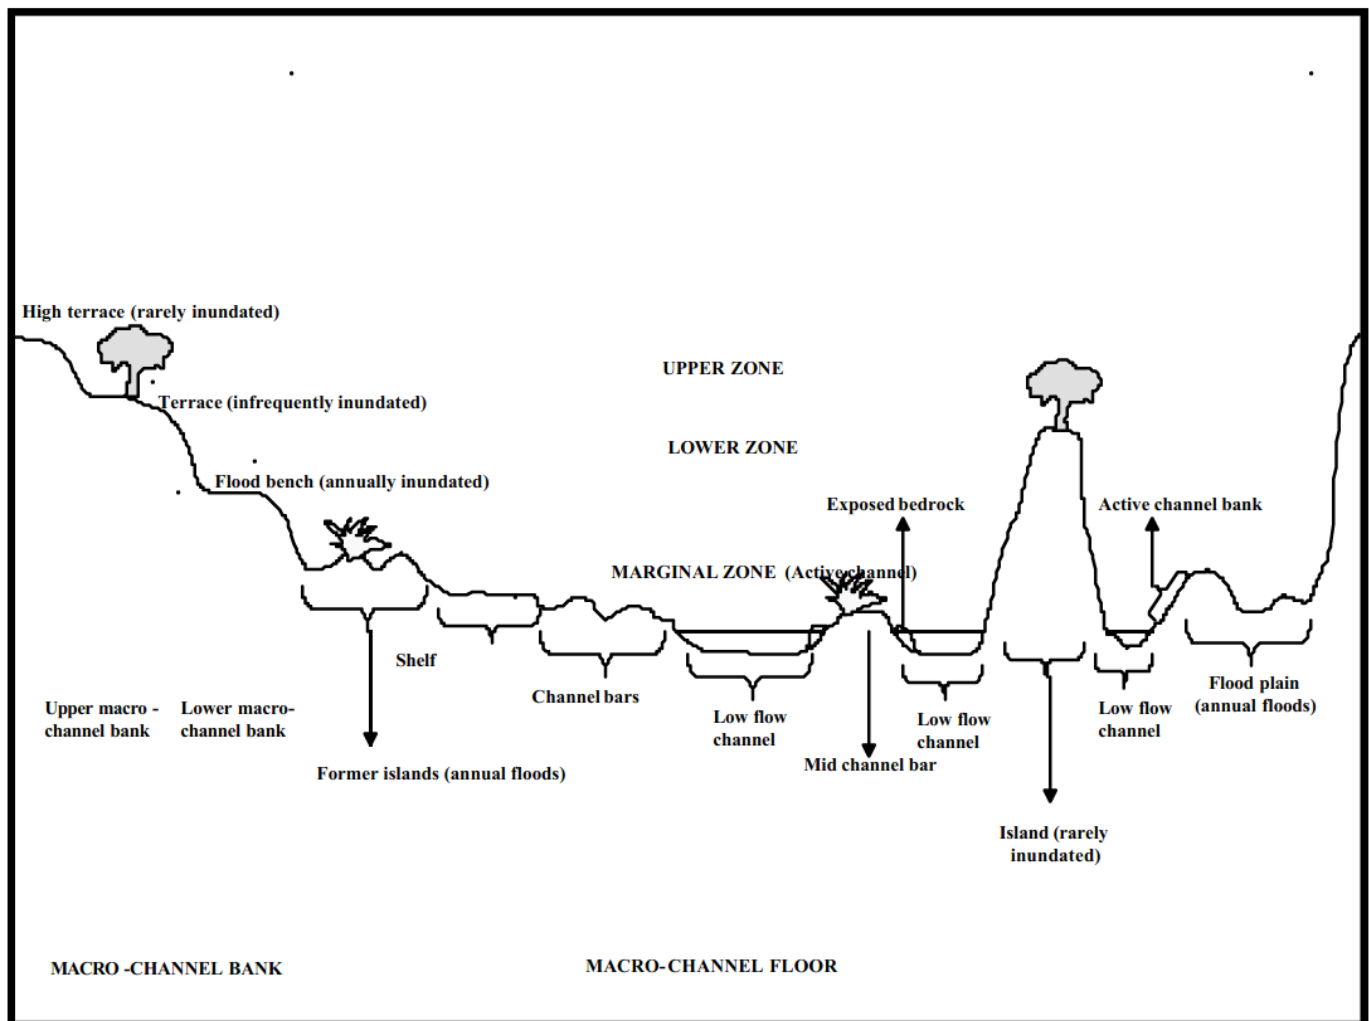 High terrace (rarely inundated)
UPPER ZONE
Terrace (infrequently inundated)
LOWER ZONE
Flood bench (annually inundated)
Exposed bedrock
Active channel bank
MARGINAL ZONE (Active channel)
Shelf
Channel bars
Flood plain
(annual floods)
Upper macro -
channel bank
Lower macro-
channel bank
Low flow
channel
Low flow
channel
Low flow
channel
Mid channel bar
Former islands (annual floods)
Island (rarely
inundated)
MACRO -CHANNEL BANK
MACRO-CHANNEL FLOOR